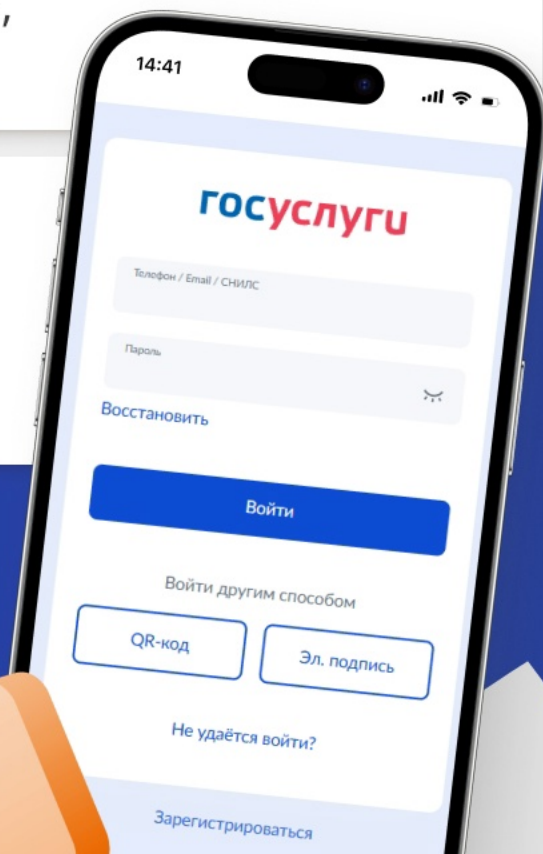 ,
14:41
госуслуги
Телефон / Email / СНИЛС
Пароль
Восстановить
Войти
Войти другим способом
QR-код
Эл. подпись
Не удаётся войти?
Зарегистрироваться